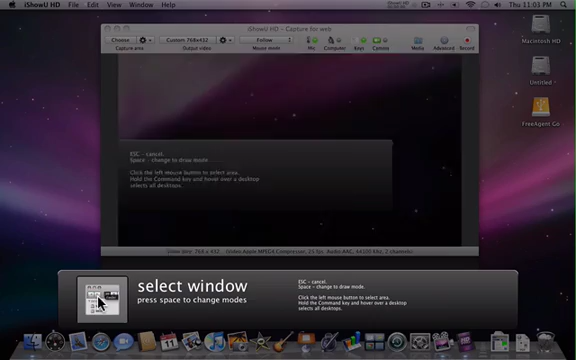 iShowU HD File Edit View Window Help
Thu 11:03 PM
iShowU HD - Capture for web
Choose Custom 768x432 Follow
Capture area Output video Mouse mode Mic Computer Keys Camera Media Advanced Record
Macintosh HD
Untitled
FreeAgent Go
ESC - cancel.
Space - change to draw mode.
Click the left mouse button to select area.
Hold the Command key and hover over a desktop
selects all desktops.
View Size: 768 x 432
select window
press space to change modes
ESC - cancel.
Space - change to draw mode.
Click the left mouse button to select area.
Hold the Command key and hover over a desktop
selects all desktops.